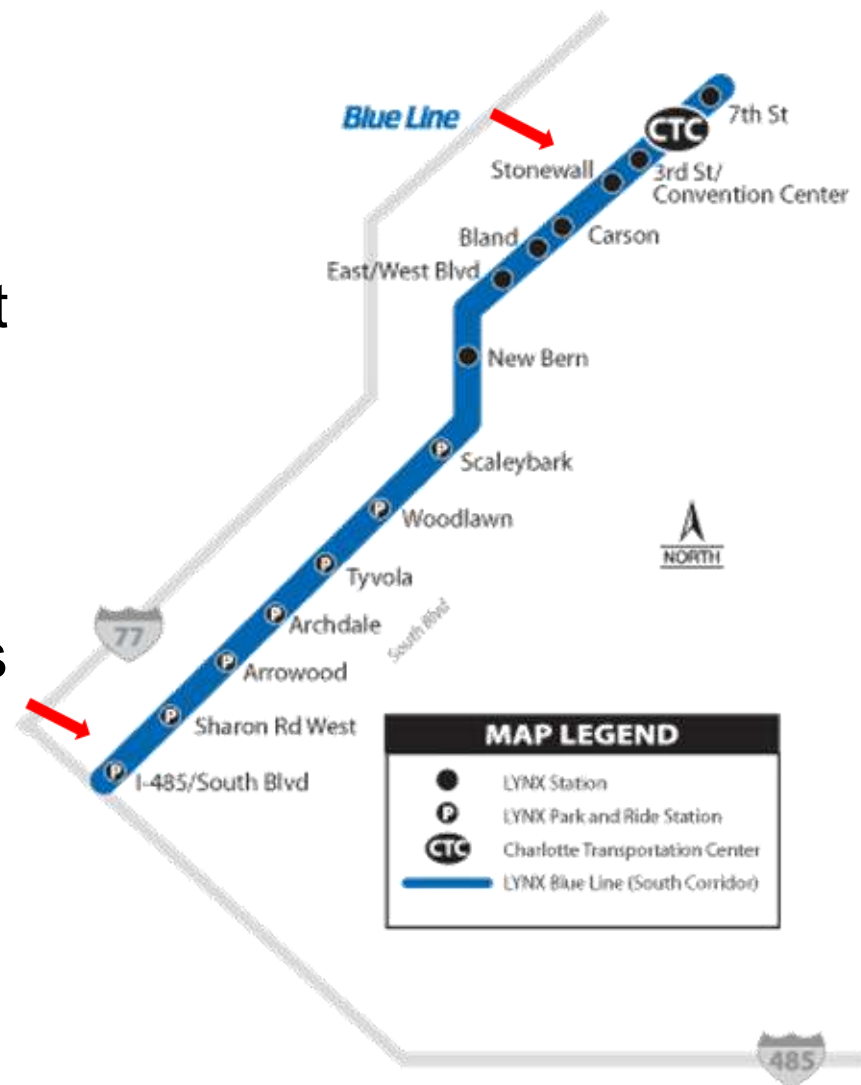 Blue Line
7th St
CTC
Stonewall
3rd St/
Convention Center
Bland
Carson
East/West Blvd
t
New Bern
Scaleybark
Woodlawn
NORTH
Tyvola
South Blvd
77
Archdale
s
Arrowood
Sharon Rd West
I-485/South Blvd
MAP LEGEND
LYNX Station
P LYNX Park and Ride Station
CTC Charlotte Transportation Center
LYNX Blue Line (South Corridor)
485